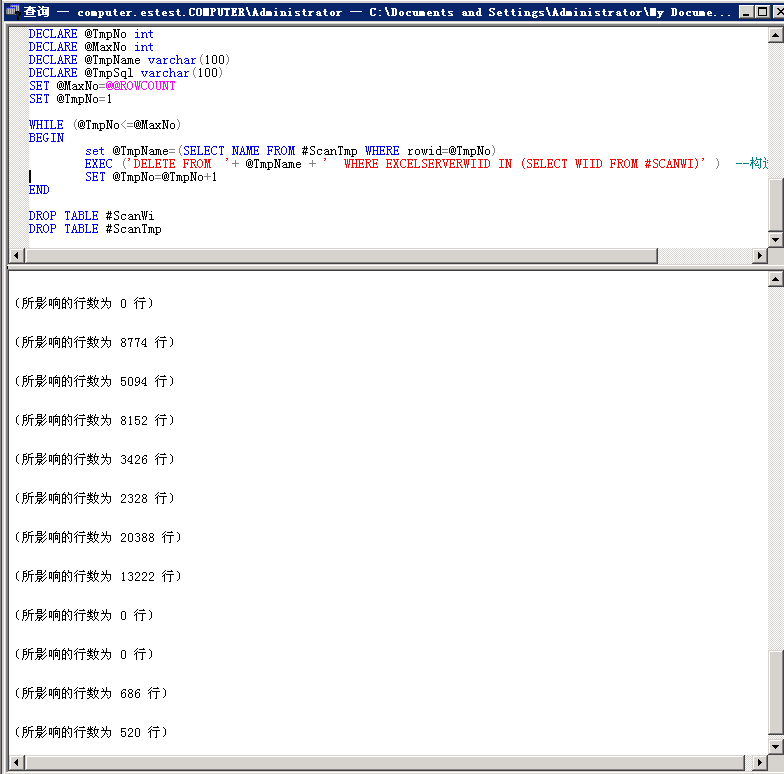 查询 — computer.estest.COMPUTER\Administrator — C:\Documents and Settings\Administrator\My Docume...
DECLARE @TmpNo int
DECLARE @MaxNo int
DECLARE @TmpName varchar(100)
DECLARE @TmpSql varchar(100)
SET @MaxNo=@@ROWCOUNT
SET @TmpNo=1
WHILE (@TmpNo<=@MaxNo)
BEGIN
set @TmpName=(SELECT NAME FROM #ScanTmp WHERE rowid=@TmpNo)
EXEC ('DELETE FROM  '+ @TmpName + '  WHERE EXCELSERVERWIID IN (SELECT WIID FROM #SCANWI)' )  --构
SET @TmpNo=@TmpNo+1
END
DROP TABLE #ScanWi
DROP TABLE #ScanTmp
（所影响的行数为 0 行）
（所影响的行数为 8774 行）
（所影响的行数为 5094 行）
（所影响的行数为 8152 行）
（所影响的行数为 3426 行）
（所影响的行数为 2328 行）
（所影响的行数为 20388 行）
（所影响的行数为 13222 行）
（所影响的行数为 0 行）
（所影响的行数为 0 行）
（所影响的行数为 686 行）
（所影响的行数为 520 行）